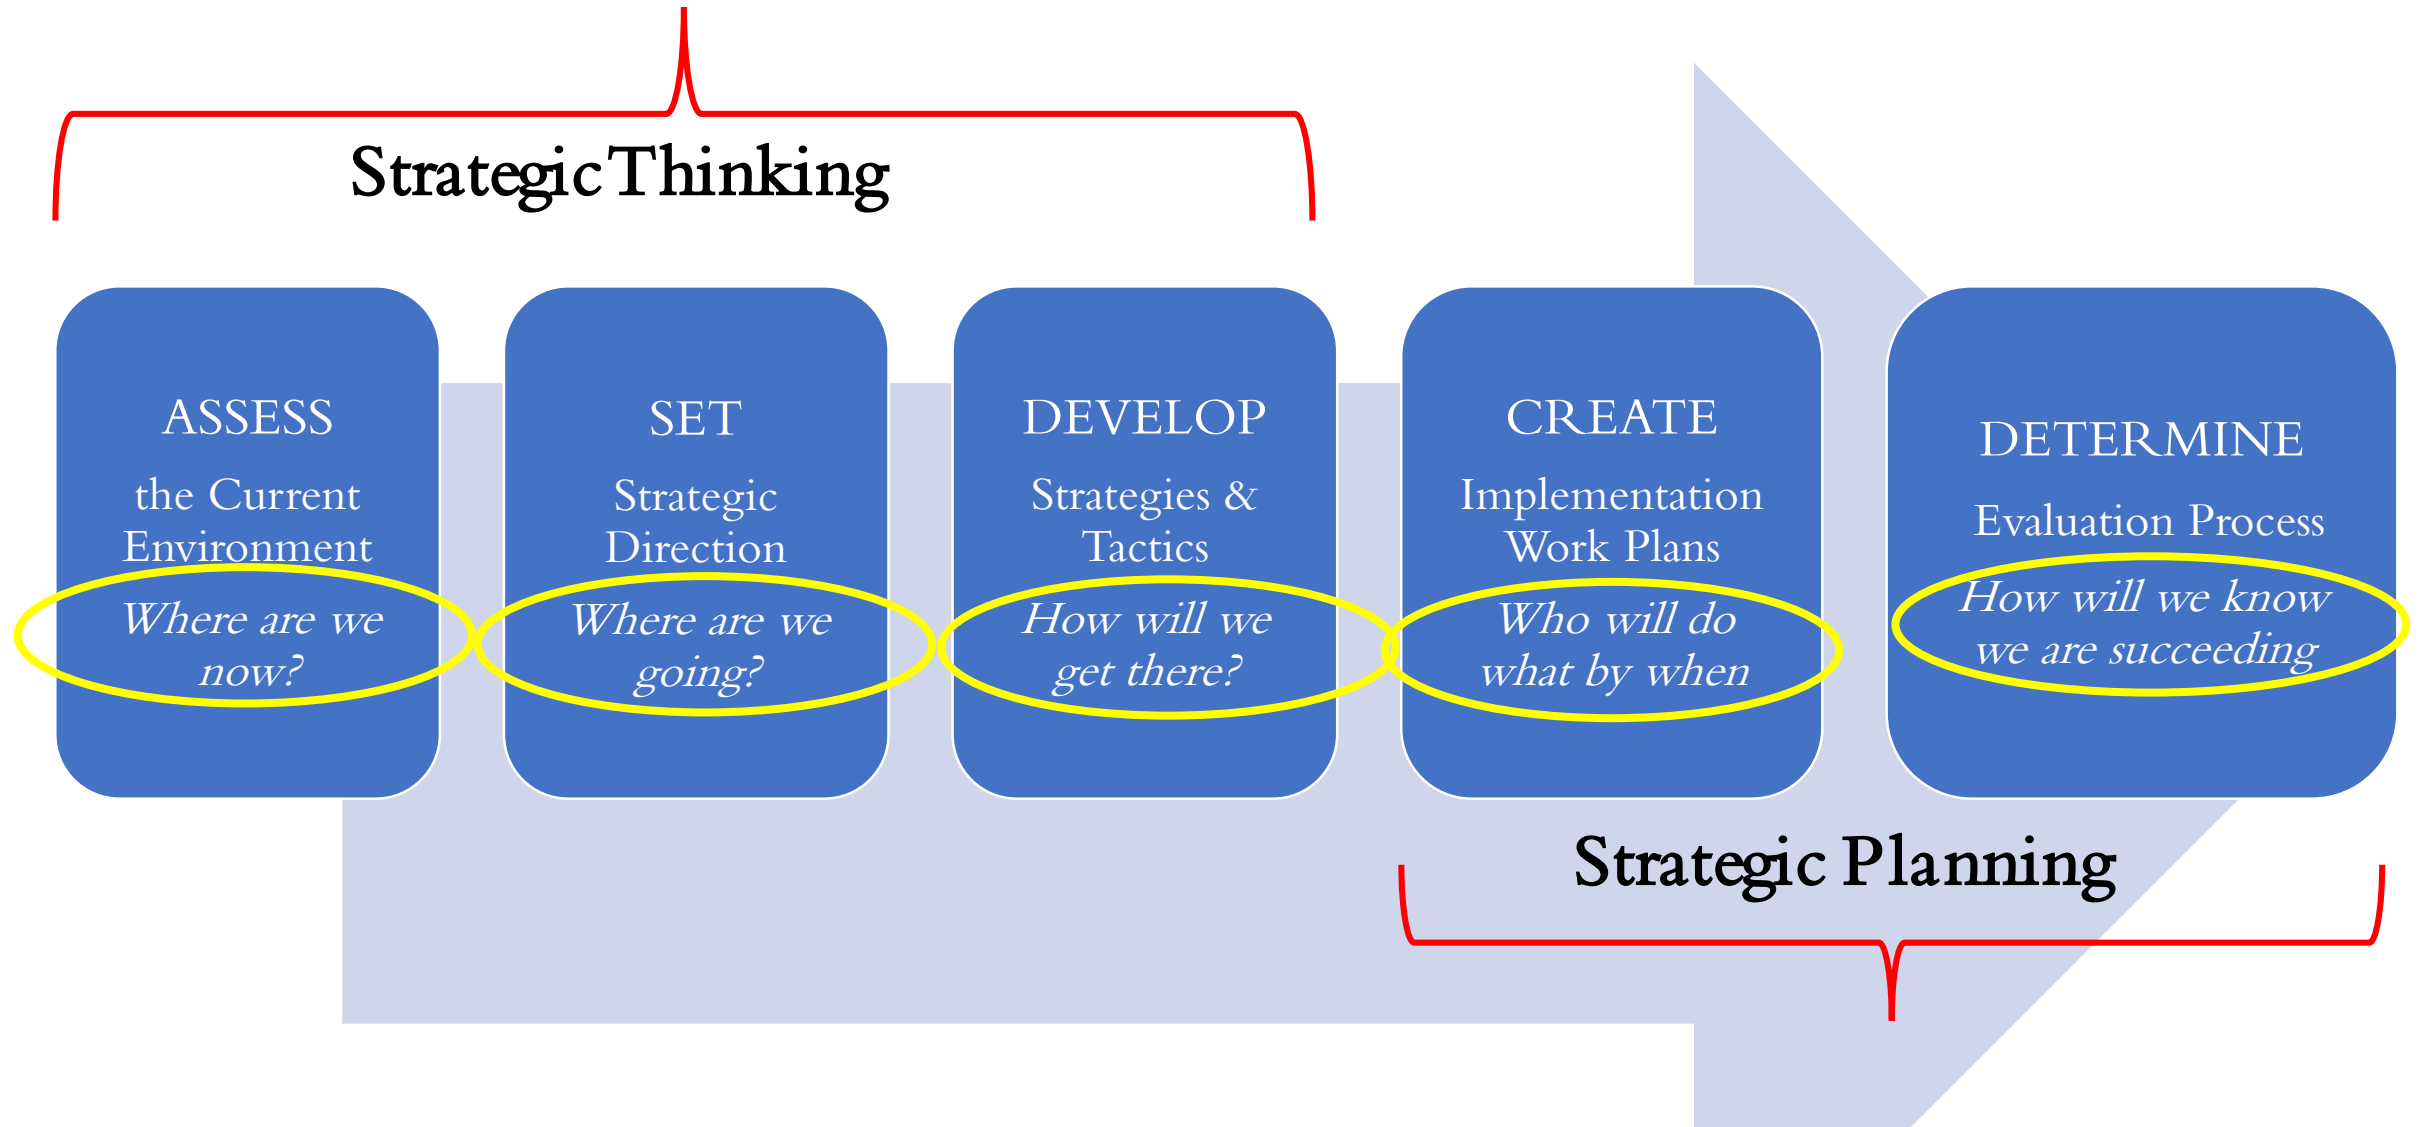 Strategic Thinking
ASSESS
the Current
Environment
Where are we
now?
SET
Strategic
Direction
Where are we
going?
DEVELOP
Strategies &
Tactics
How will we
get there?
CREATE
Implementation
Work Plans
Who will do
what by when
DETERMINE
Evaluation Process
How will we know
we are succeeding
Strategic Planning